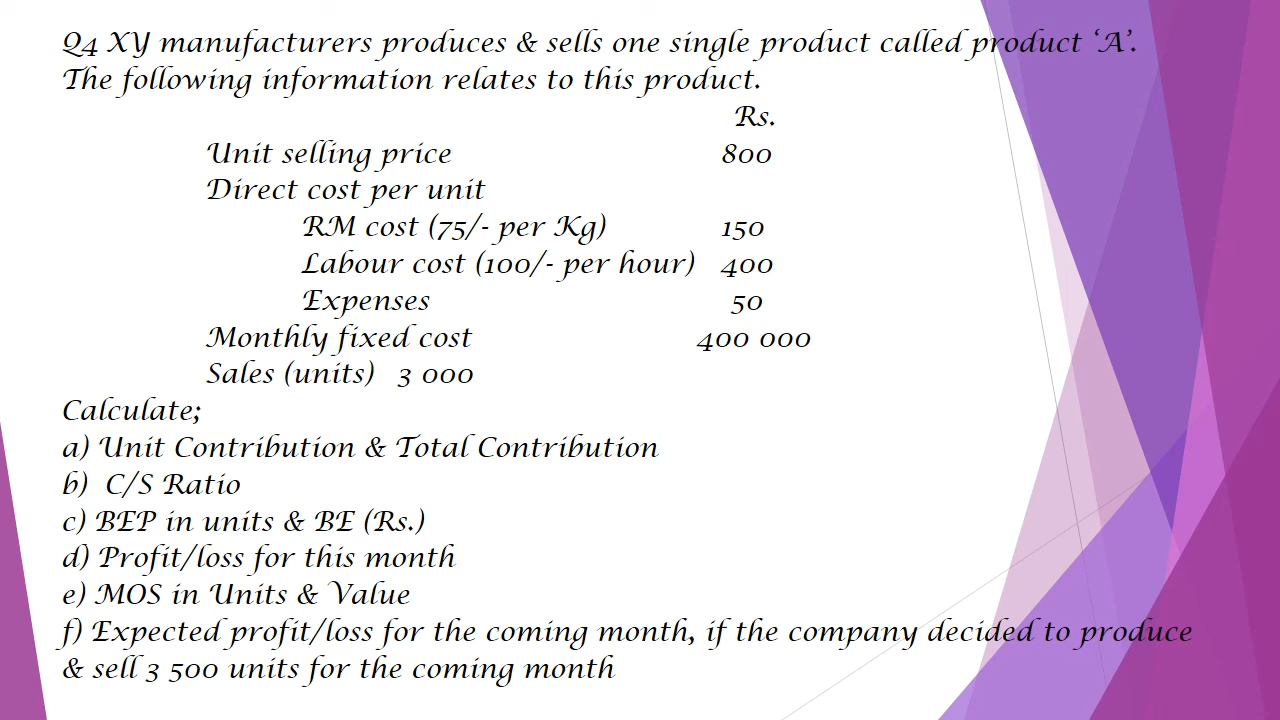 Q4 XY manufacturers produces & sells one single product called product ‘A’.
The following information relates to this product.
Rs.
Unit selling price 800
Direct cost per unit
RM cost (75/- per Kg) 150
Labour cost (100/- per hour) 400
Expenses 50
Monthly fixed cost 400 000
Sales (units) 3 000
Calculate;
a) Unit Contribution & Total Contribution
b) C/S Ratio
c) BEP in units & BE (Rs.)
d) Profit/loss for this month
e) MOS in Units & Value
f) Expected profit/loss for the coming month, if the company decided to produce
& sell 3 500 units for the coming month